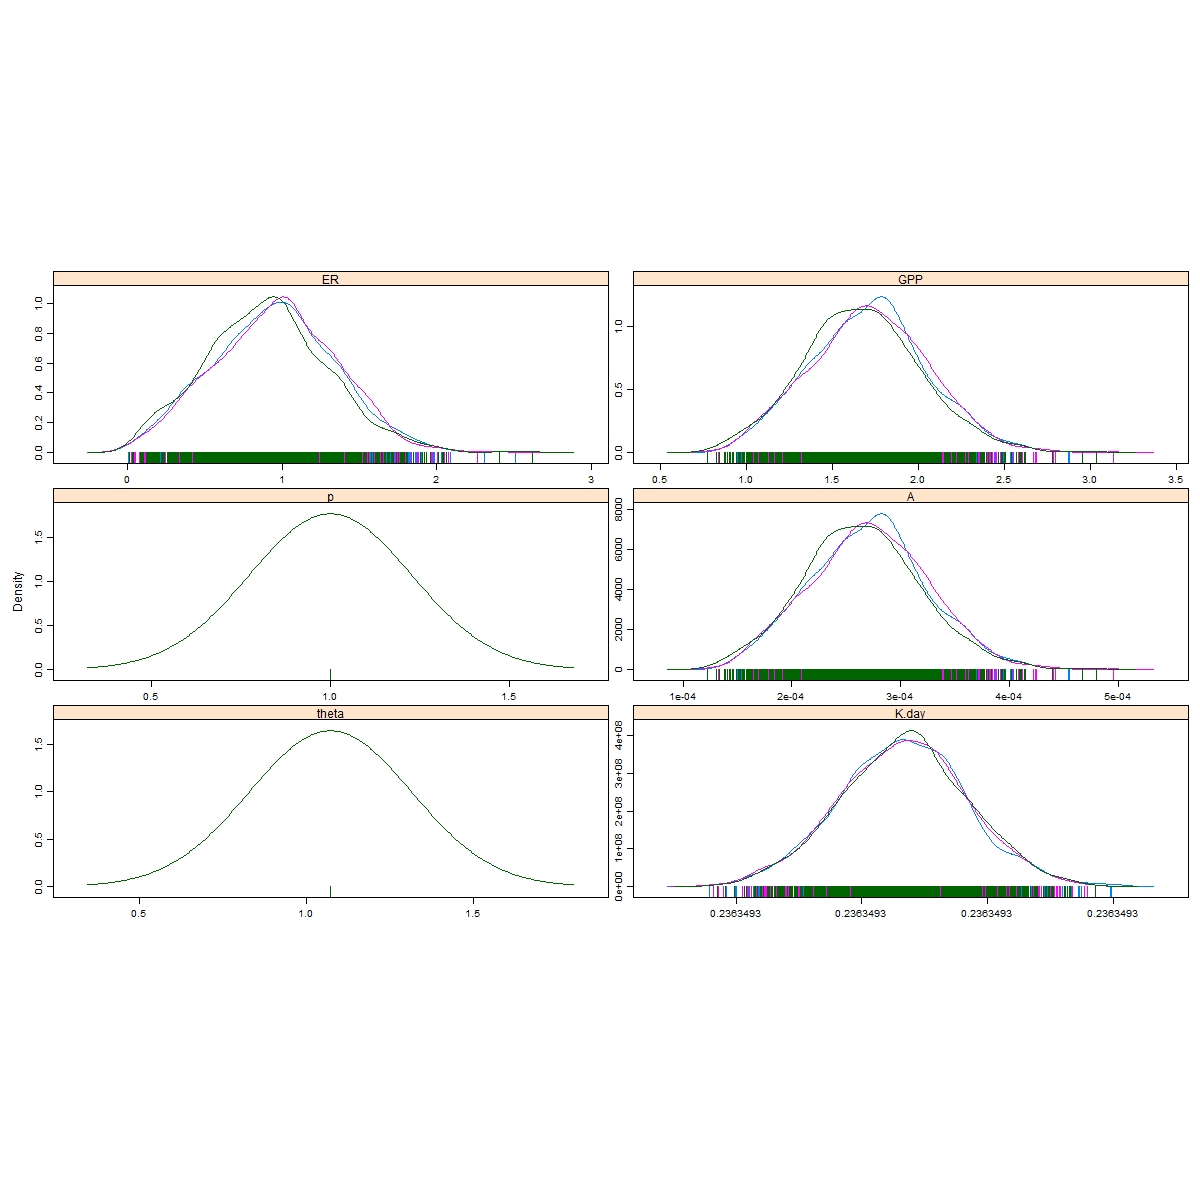 ER
GPP
0.0 0.2 0.4 0.6 0.8 1.0
0 1 2 3
0.0 0.5 1.0
0.5 1.0 1.5 2.0 2.5 3.0 3.5
p
A
Density
0.0 0.5 1.0 1.5
0.5 1.0 1.5
0 2000 4000 6000 8000
1e-04 2e-04 3e-04 4e-04 5e-04
theta
K.day
0.0 0.5 1.0 1.5
0.5 1.0 1.5
0e+00 1e+08 2e+08 3e+08 4e+08
0.2363493 0.2363493 0.2363493 0.2363493